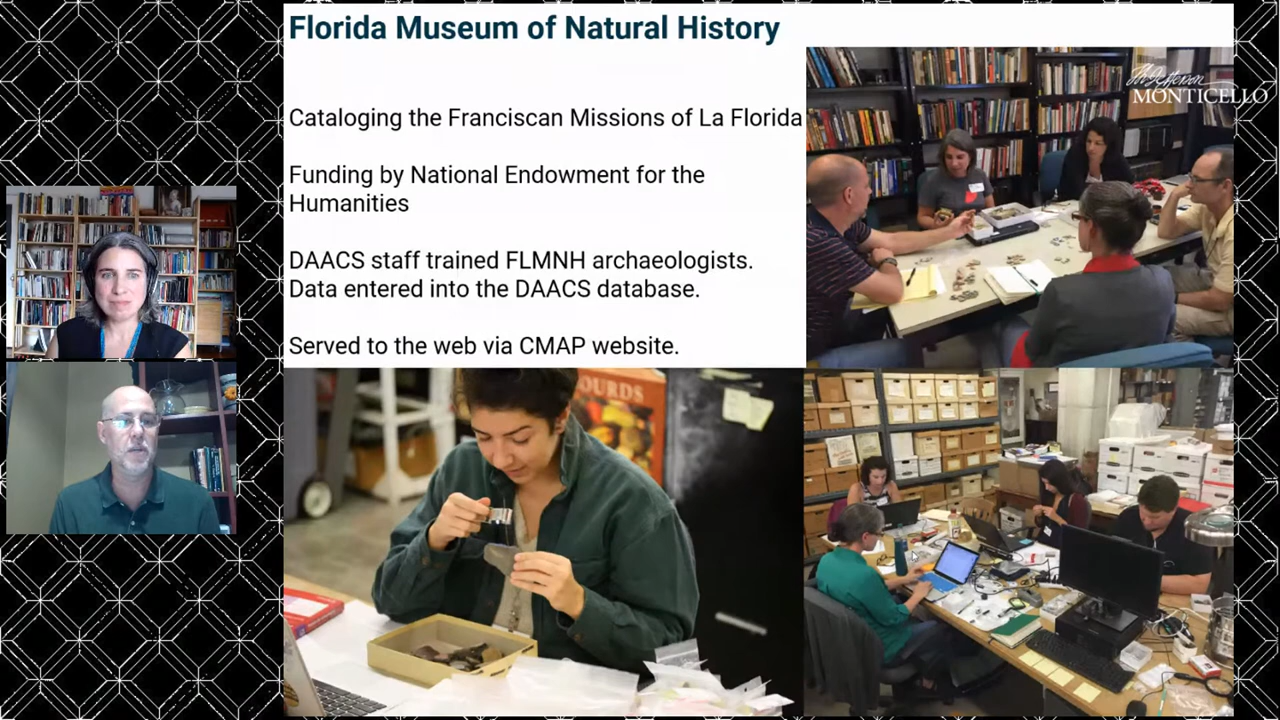 Florida Museum of Natural History
Cataloging the Franciscan Missions of La Florida
Funding by National Endowment for the
Humanities
DAACS staff trained FLMNH archaeologists.
Data entered into the DAACS database.
Served to the web via CMAP website.
Th Jefferson
MONTICELLO
OURDS